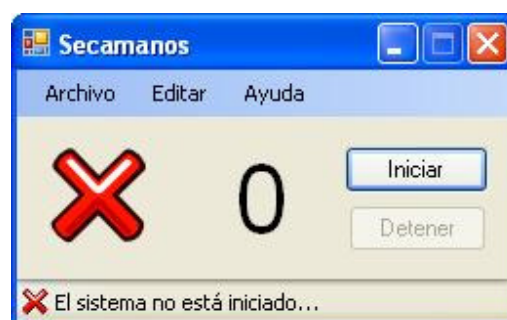 Secamanos
Archivo Editar Ayuda
0
Iniciar
Detener
El sistema no está iniciado...